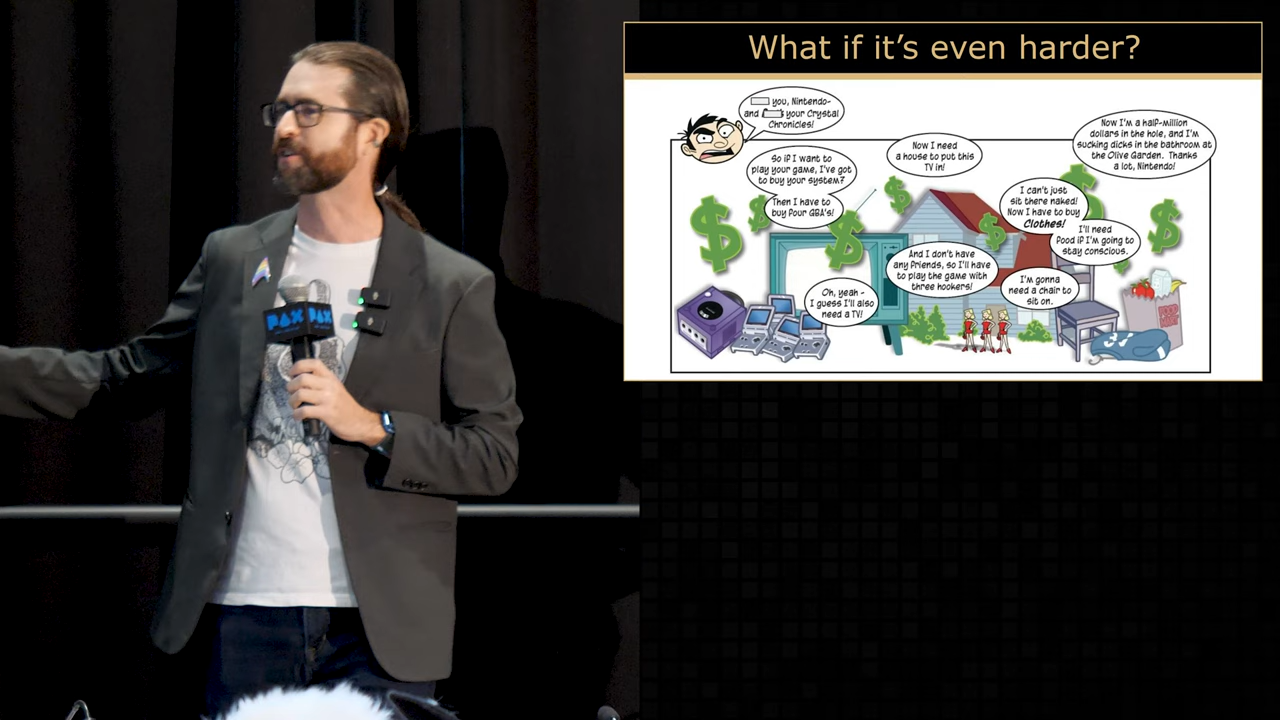 What if it's even harder?
you, Nintendo-
and your Crystal
Chronicles!
So if I want to
play your game, I've got
to buy your system?
Then I have to
buy four GBA's!
Oh, yeah -
I guess I'll also
need a TV!
Now I need
a house to put this
TV in!
And I don't have
any friends, so I'll have
to play the game with
three hookers!
I can't just
sit there naked!
Now I have to buy
Clothes!
I'm gonna
need a chair to
sit on.
I'll need
food if I'm going to
stay conscious.
Now I'm a half-million
dollars in the hole, and I'm
sucking dicks in the bathroom at
the Olive Garden. Thanks
a lot, Nintendo!
PAX PAX